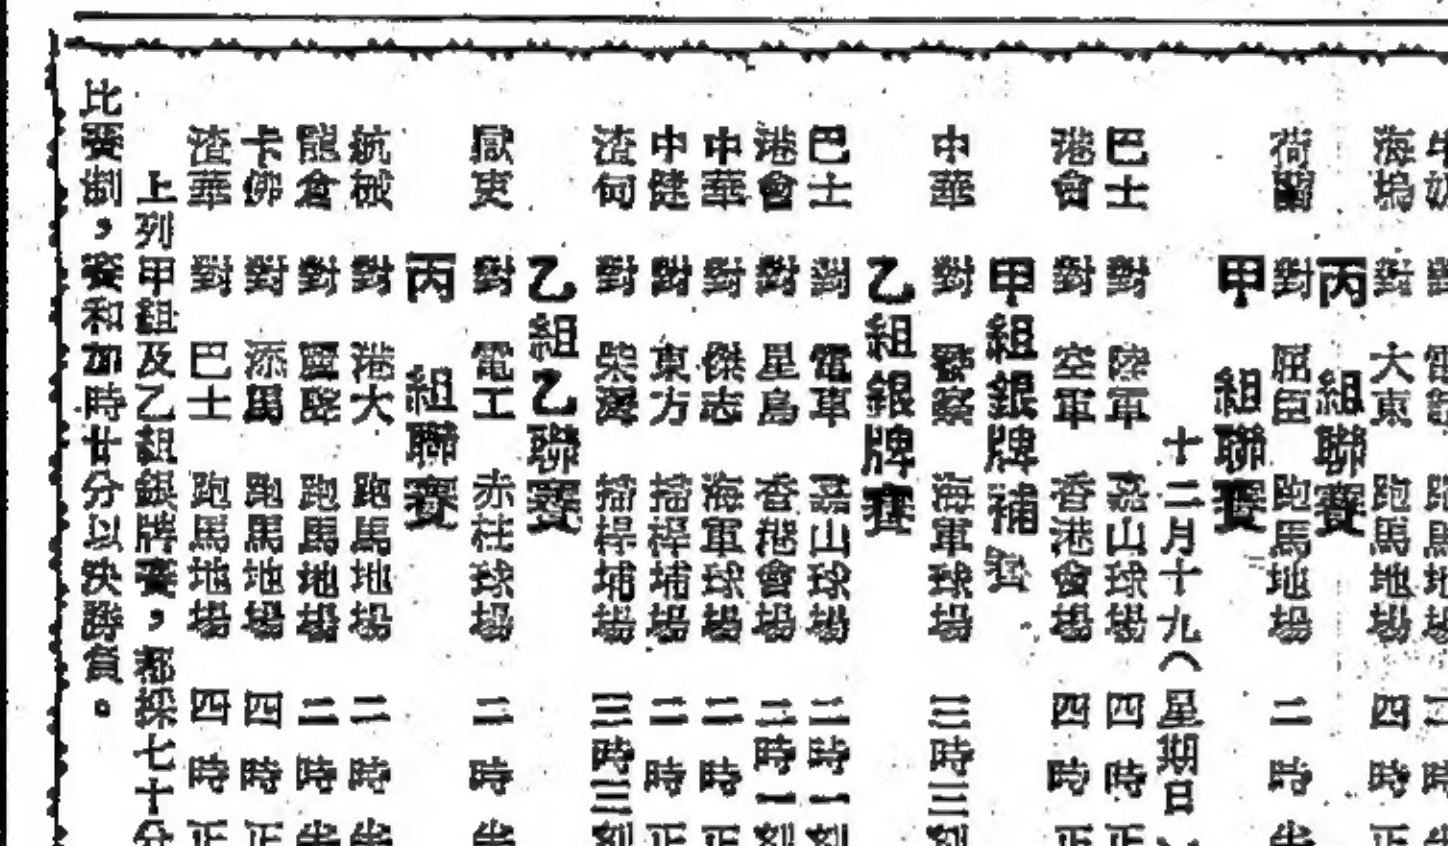 海塢 對 大東 跑馬地場 四時正
丙組聯賽
荷蘭 對 屈臣 跑馬地場 二時半
甲組聯賽
十二月十九（星期日）
巴士 對 陸軍 嘉山球場 四時正
港會 對 空軍 香港會場 四時正
甲組銀牌補賽
中華 對 警察 海軍球場 三時三刻
乙組銀牌賽
巴士 對 電車 嘉山球場 二時一刻
港會 對 星島 香港會場 二時一刻
中華 對 傑志 海軍球場 二時正
中健 對 東方 掃桿埔場 二時正
渣甸 對 柴灣 掃桿埔場 三時三刻
乙組乙聯賽
獄吏 對 電工 赤柱球場 二時半
丙組聯賽
航械 對 港大 跑馬地場 二時半
龍倉 對 跑馬地場 二時半
卡佛 對 添馬 跑馬地場 四時正
渣華 對 巴士 跑馬地場 四時正
上列甲組及乙組銀牌賽，都採七十分
比賽制，賽和加時廿分以決勝負。